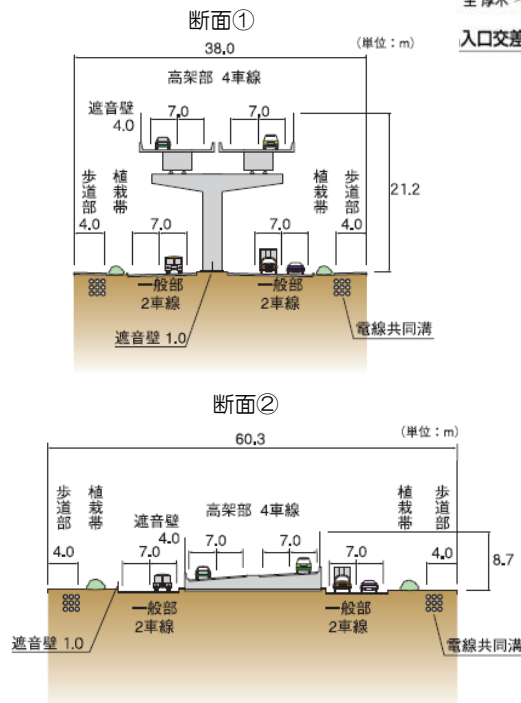 至 厚木
入口交差
断面①
38.0
(単位：m)
高架部 4車線
遮音壁
4.0
7.0
7.0
21.2
歩道部
植栽帯
植栽帯
歩道部
4.0
7.0
7.0
4.0
一般部
2車線
一般部
2車線
遮音壁 1.0
電線共同溝
断面②
60.3
(単位：m)
歩道部
植栽帯
遮音壁
4.0
高架部 4車線
植栽帯
歩道部
4.0
7.0
7.0
7.0
7.0
4.0
8.7
一般部
2車線
一般部
2車線
遮音壁 1.0
電線共同溝